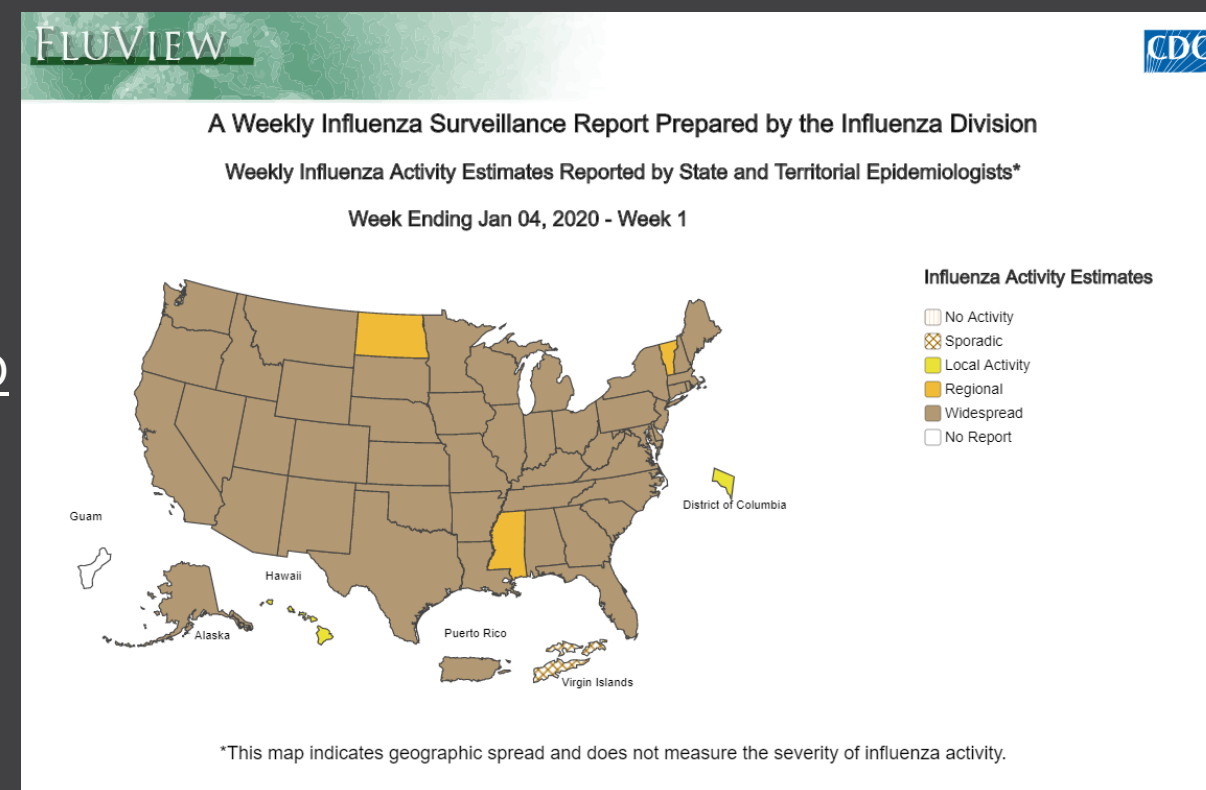 FLUVIEW
CDC
A Weekly Influenza Surveillance Report Prepared by the Influenza Division
Weekly Influenza Activity Estimates Reported by State and Territorial Epidemiologists*
Week Ending Jan 04, 2020 - Week 1
Influenza Activity Estimates
No Activity
Sporadic
Local Activity
Regional
Widespread
No Report
District of Columbia
Guam
Hawaii
Alaska
Puerto Rico
Virgin Islands
*This map indicates geographic spread and does not measure the severity of influenza activity.